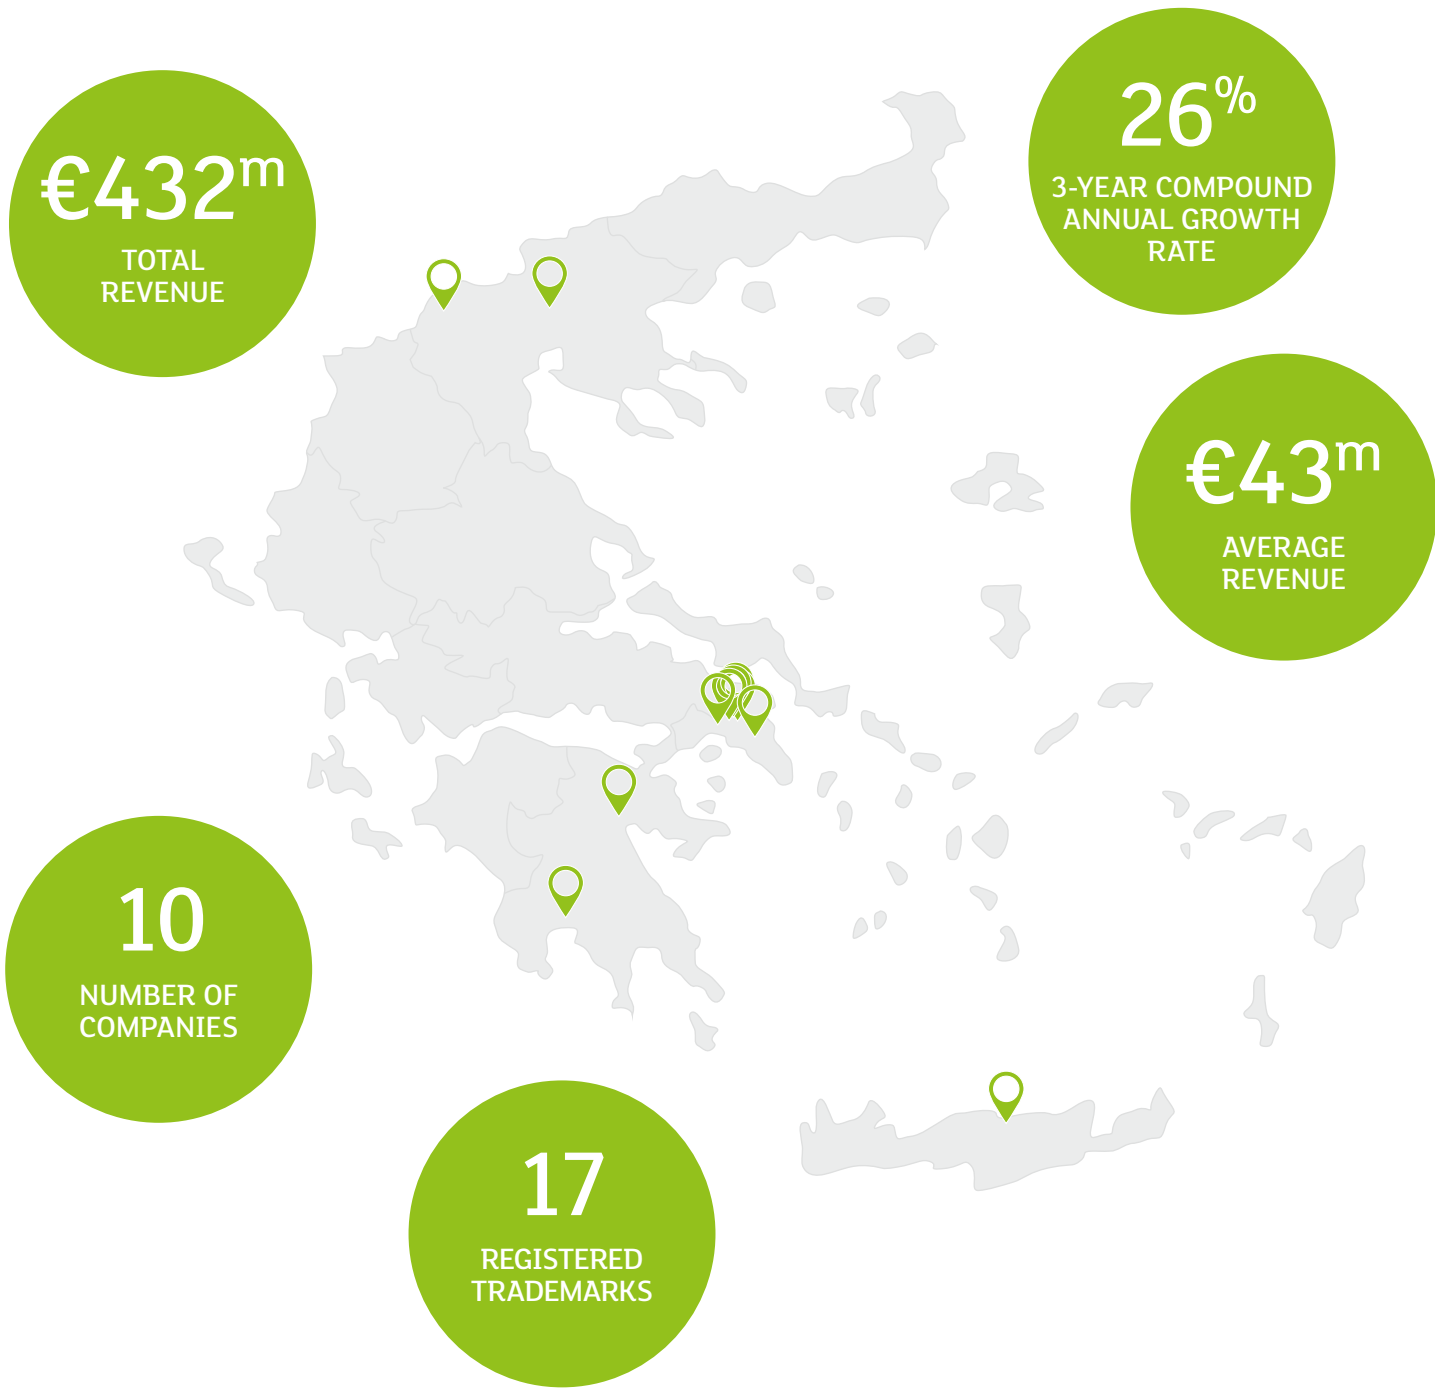 €432m
TOTAL
REVENUE
26%
3-YEAR COMPOUND
ANNUAL GROWTH
RATE
€43m
AVERAGE
REVENUE
10
NUMBER OF
COMPANIES
17
REGISTERED
TRADEMARKS